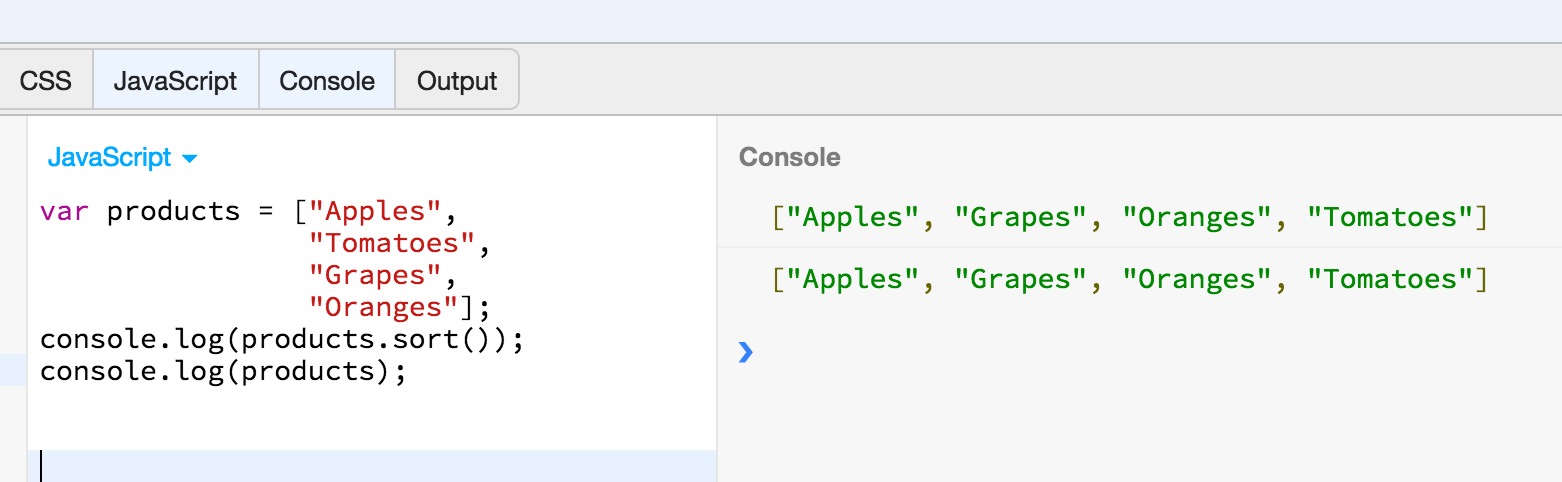 CSS JavaScript Console Output
JavaScript
var products = ["Apples",
"Tomatoes",
"Grapes",
"Oranges"];
console.log(products.sort());
console.log(products);
Console
["Apples", "Grapes", "Oranges", "Tomatoes"]
["Apples", "Grapes", "Oranges", "Tomatoes"]